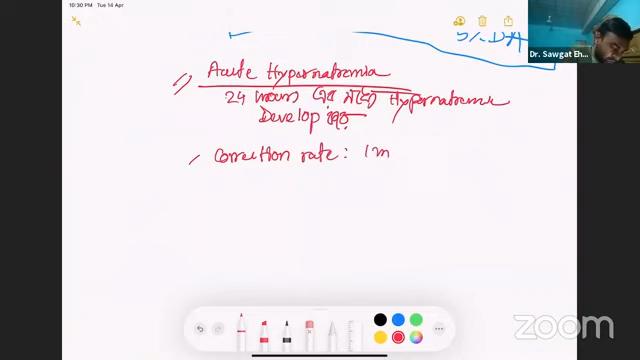 10:30 PM Tue 14 Apr
5%
Dr. Sawgat Eh...
Acute Hypernatremia
24 hours এর মধ্যে Hypernatremia
Develop
Correction rate: 1m
zoom